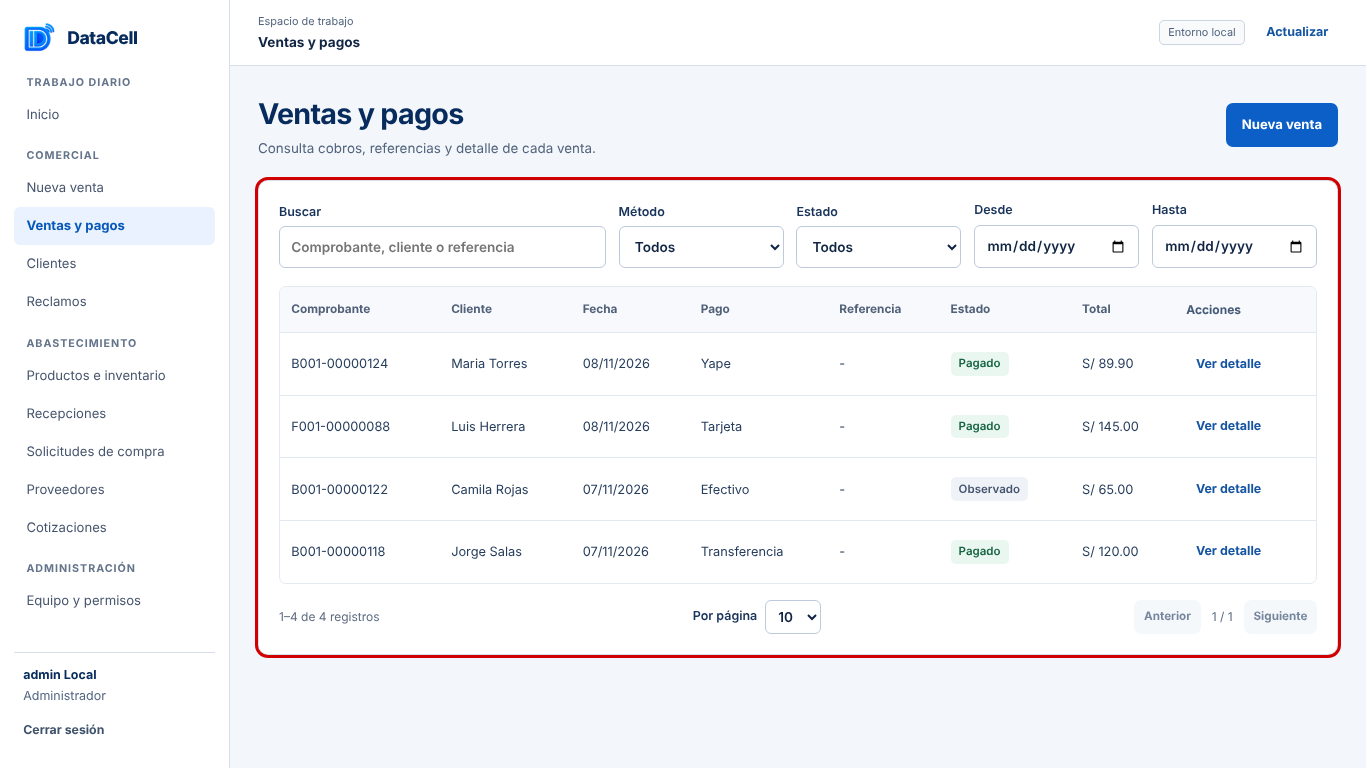 DataCell
TRABAJO DIARIO
Inicio
COMERCIAL
Nueva venta
Ventas y pagos
Clientes
Reclamos
ABASTECIMIENTO
Productos e inventario
Recepciones
Solicitudes de compra
Proveedores
Cotizaciones
ADMINISTRACIÓN
Equipo y permisos
admin Local
Administrador
Cerrar sesión
Espacio de trabajo
Ventas y pagos
Entorno local Actualizar
Ventas y pagos
Consulta cobros, referencias y detalle de cada venta.
Nueva venta
Buscar Método Estado Desde Hasta
Comprobante, cliente o referencia Todos Todos mm/dd/yyyy mm/dd/yyyy
Comprobante Cliente Fecha Pago Referencia Estado Total Acciones
B001-00000124 Maria Torres 08/11/2026 Yape - Pagado S/ 89.90 Ver detalle
F001-00000088 Luis Herrera 08/11/2026 Tarjeta - Pagado S/ 145.00 Ver detalle
B001-00000122 Camila Rojas 07/11/2026 Efectivo - Observado S/ 65.00 Ver detalle
B001-00000118 Jorge Salas 07/11/2026 Transferencia - Pagado S/ 120.00 Ver detalle
1–4 de 4 registros Por página 10 Anterior 1 / 1 Siguiente